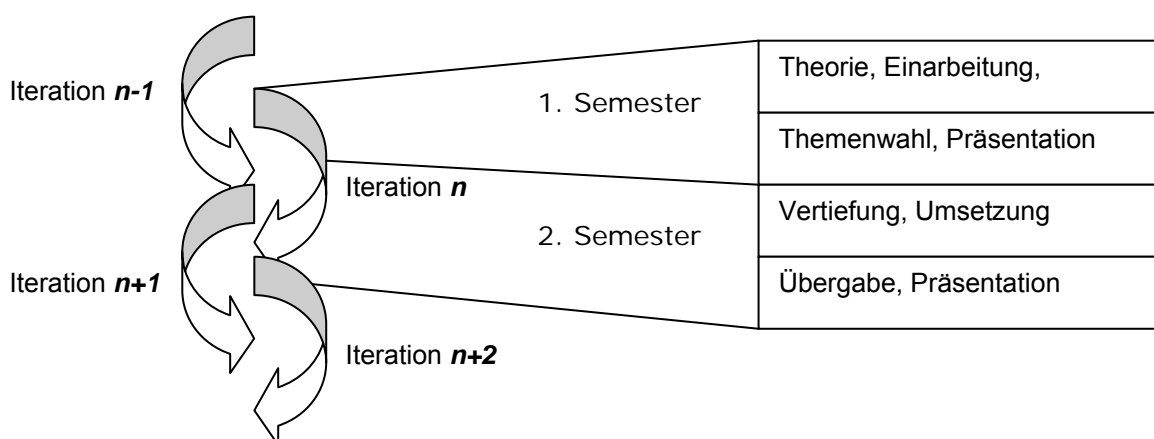 Iteration n-1
Iteration n
Iteration n+1
Iteration n+2
1. Semester
Theorie, Einarbeitung,
Themenwahl, Präsentation
2. Semester
Vertiefung, Umsetzung
Übergabe, Präsentation